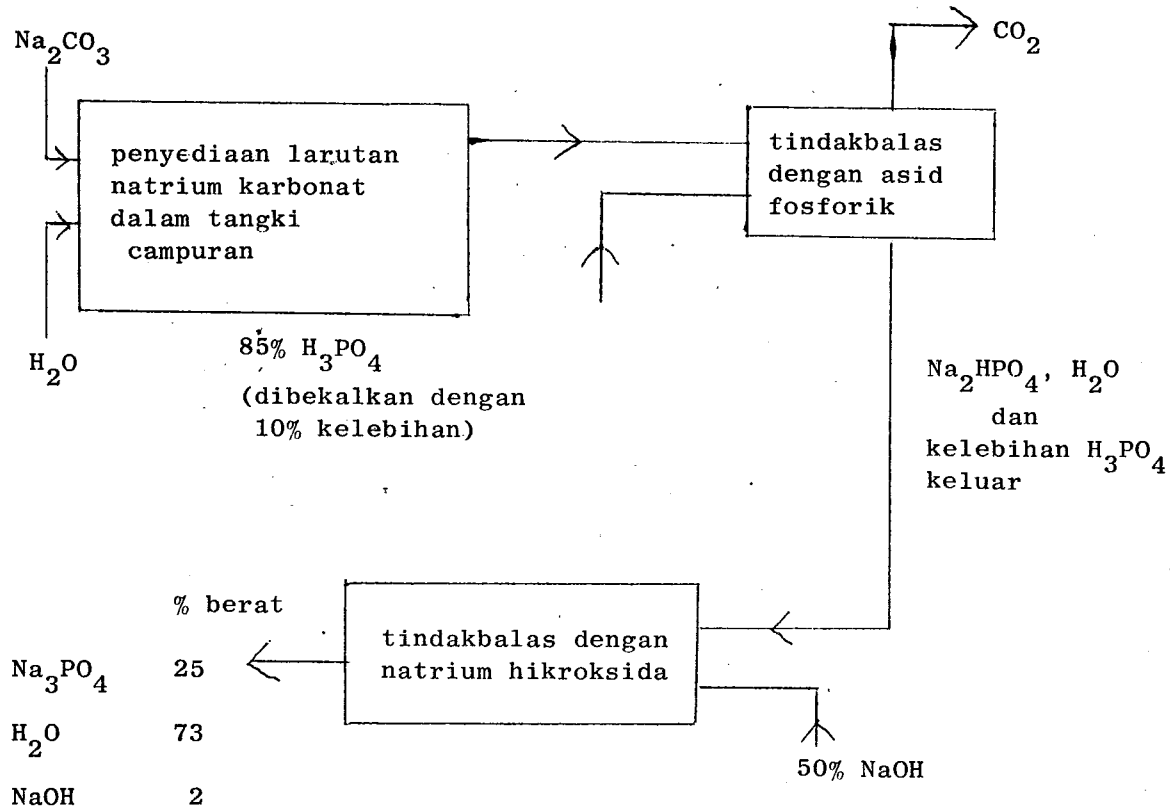 Na2CO3
penyediaan larutan
natrium karbonat
dalam tangki
campuran
H2O
85% H3PO4
(dibekalkan dengan
10% kelebihan)
CO2
tindakbalas
dengan asid
fosforik
Na2HPO4, H2O
dan
kelebihan H3PO4
keluar
tindakbalas dengan
natrium hikroksida
50% NaOH
% berat
Na3PO4 25
H2O 73
NaOH 2